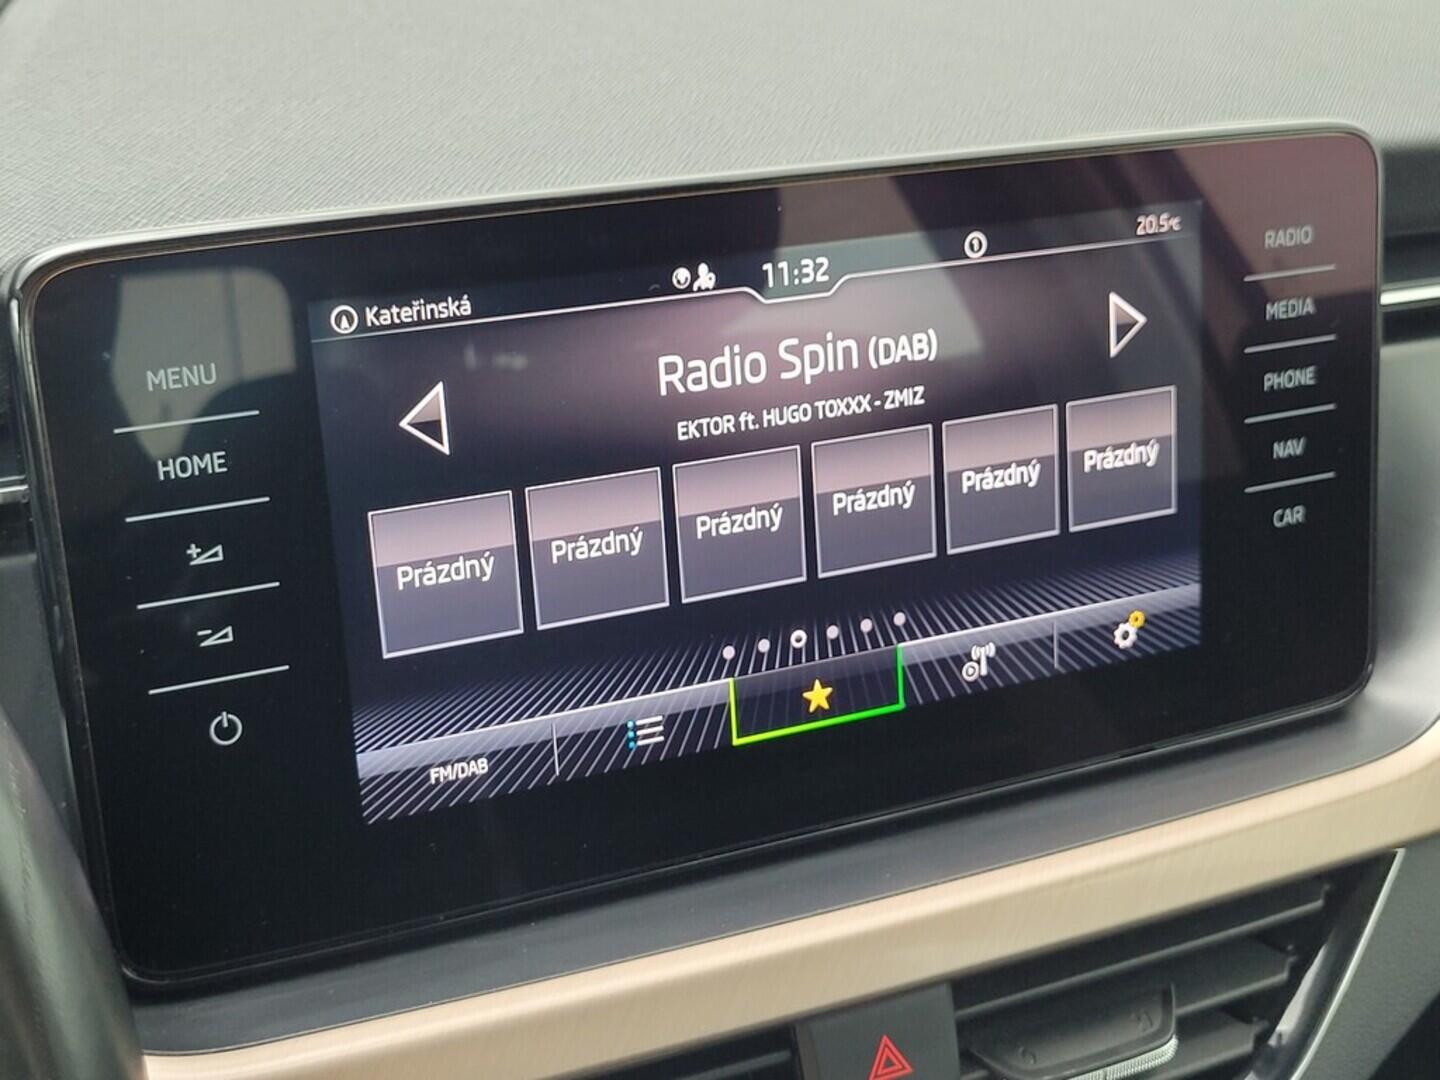 Kateřinská
11:32
20.5°C
Radio Spin (DAB)
EKTOR ft. HUGO TOXXX - ZMIZ
Prázdný
Prázdný
Prázdný
Prázdný
Prázdný
Prázdný
FM/DAB
MENU
HOME
RADIO
MEDIA
PHONE
NAV
CAR